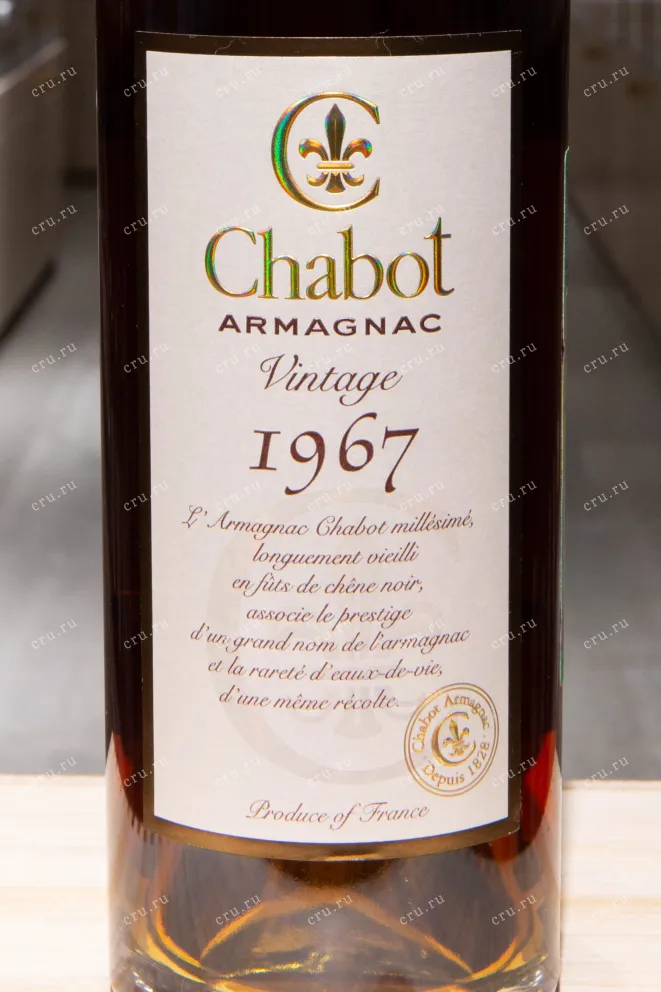 C
Chabot
ARMAGNAC
Vintage
1967
L'Armagnac Chabot millésimé,
longuement vieilli
en fûts de chêne noir,
associe le prestige
d'un grand nom de l'armagnac
et la rareté d'eaux-de-vie,
d'une même récolte.
Chabot Armagnac
C
Depuis 1828
Produce of France
cru.ru